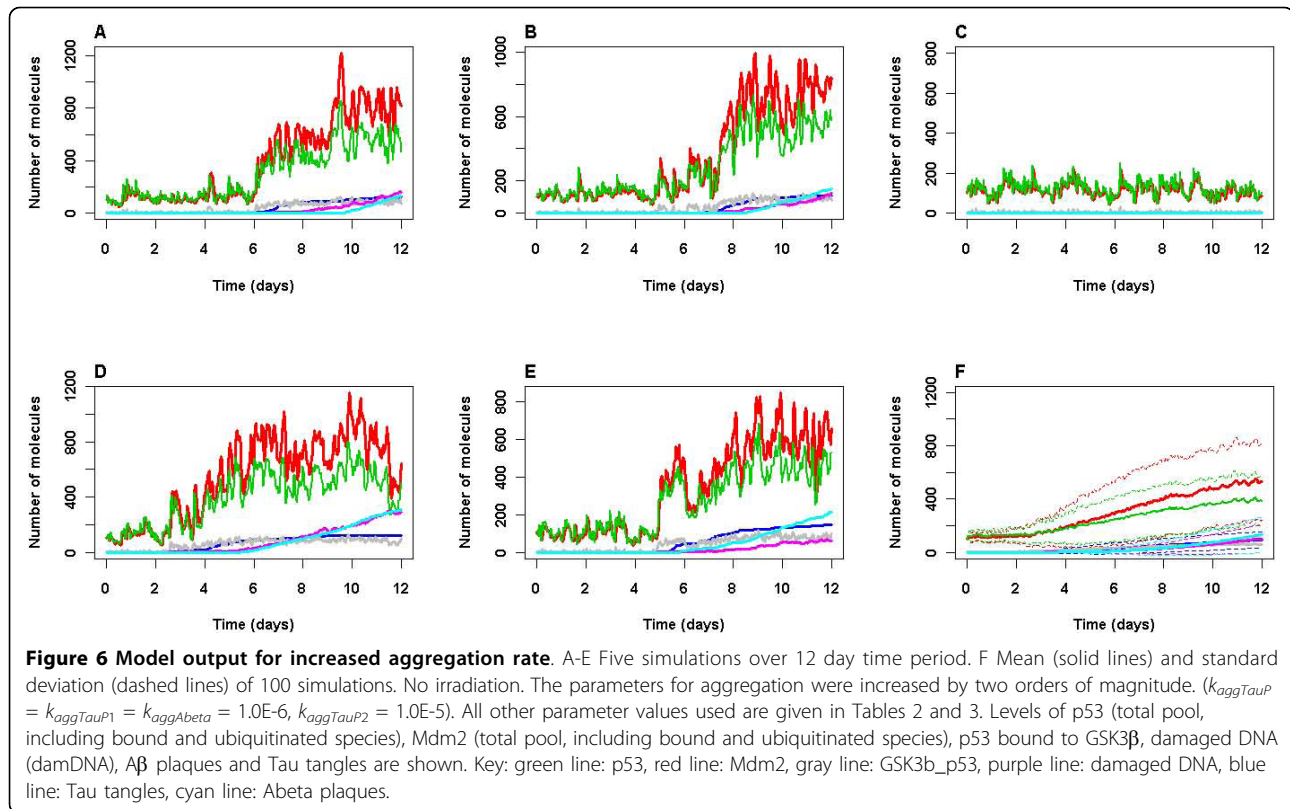 A
Number of molecules
0 400 800 1200
0 2 4 6 8 10 12
Time (days)
B
Number of molecules
0 200 400 600 800 1000
0 2 4 6 8 10 12
Time (days)
C
Number of molecules
0 200 400 600 800
0 2 4 6 8 10 12
Time (days)
D
Number of molecules
0 400 800 1200
0 2 4 6 8 10 12
Time (days)
E
Number of molecules
0 200 400 600 800
0 2 4 6 8 10 12
Time (days)
F
Number of molecules
0 400 800 1200
0 2 4 6 8 10 12
Time (days)
Figure 6 Model output for increased aggregation rate. A-E Five simulations over 12 day time period. F Mean (solid lines) and standard
deviation (dashed lines) of 100 simulations. No irradiation. The parameters for aggregation were increased by two orders of magnitude. (kaggTauP
= kaggTauP1 = kaggAbeta = 1.0E-6, kaggTauP2 = 1.0E-5). All other parameter values used are given in Tables 2 and 3. Levels of p53 (total pool,
including bound and ubiquitinated species), Mdm2 (total pool, including bound and ubiquitinated species), p53 bound to GSK3β, damaged DNA
(damDNA), Aβ plaques and Tau tangles are shown. Key: green line: p53, red line: Mdm2, gray line: GSK3b_p53, purple line: damaged DNA, blue
line: Tau tangles, cyan line: Abeta plaques.